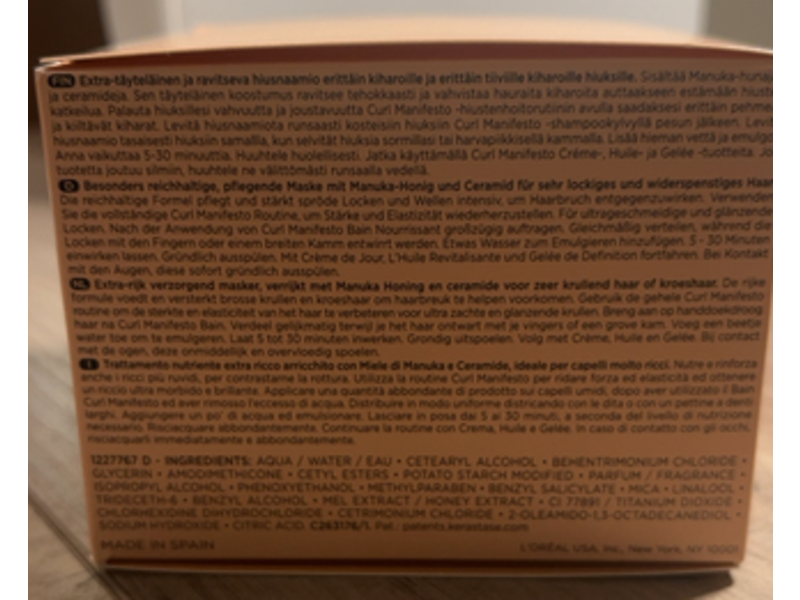 FIN Extra-täyteläinen ja ravitseva hiusnaamio erittäin kiharoille ja erittäin tiiviille kiharoille hiuksille. Sisältää Manuka-hunaj
ja ceramideja. Sen täyteläinen koostumus ravitsee tehokkaasti ja vahvistaa hauraita kiharoita auttaakseen estämään hiuste
katkeilua. Palauta hiuksillesi vahvuutta ja joustavuutta Curl Manifesto -hiustenhoitorutiinin avulla saadaksesi erittäin pehme
ja kiiltävät kiharat. Levitä hiusnaamiota runsaasti kosteisiin hiuksiin Curl Manifesto -shampookylvyllä pesun jälkeen. Levit
hiusnaamio tasaisesti hiuksiin samalla, kun selvität hiuksia sormillasi tai harvapiikkisellä kammalla. Lisää hieman vettä ja emulgo
Anna vaikuttaa 5-30 minuuttia. Huuhtele huolellisesti. Jatka käyttämällä Curl Manifesto Crème-, Huile- ja Gelée -tuotteita. Jo
tuotetta joutuu silmiin, huuhtele ne välittömästi runsaalla vedellä.
D Besonders reichhaltige, pflegende Maske mit Manuka-Honig und Ceramid für sehr lockiges und widerspenstiges Haar
Die reichhaltige Formel pflegt und stärkt spröde Locken und Wellen intensiv, um Haarbruch entgegenzuwirken. Verwenden
Sie die vollständige Curl Manifesto Routine, um Stärke und Elastizität wiederherzustellen. Für ultrageschmeidige und glänzende
Locken. Nach der Anwendung von Curl Manifesto Bain Nourrissant großzügig auftragen. Gleichmäßig verteilen, während die
Locken mit den Fingern oder einem breiten Kamm entwirrt werden. Etwas Wasser zum Emulgieren hinzufügen. 5 - 30 Minuten
einwirken lassen. Gründlich ausspülen. Mit Crème de Jour, L'Huile Revitalisante und Gelée de Definition fortfahren. Bei Kontakt
mit den Augen, diese sofort gründlich ausspülen.
NL Extra-rijk verzorgend masker, verrijkt met Manuka Honing en ceramide voor zeer krullend haar of kroeshaar. De rijke
formule voedt en versterkt brosse krullen en kroeshaar om haarbreuk te helpen voorkomen. Gebruik de gehele Curl Manifesto
routine om de sterkte en elasticiteit van het haar te verbeteren voor ultra zachte en glanzende krullen. Breng aan op handdoekdroog
haar na Curl Manifesto Bain. Verdeel gelijkmatig terwijl je het haar ontwart met je vingers of een grove kam. Voeg een beetje
water toe om te emulgeren. Laat 5 tot 30 minuten inwerken. Grondig uitspoelen. Volg met Crème, Huile en Gelée. Bij contact
met de ogen, deze onmiddellijk en overvloedig spoelen.
I Trattamento nutriente extra ricco arricchito con Miele di Manuka e Ceramide, ideale per capelli molto ricci. Nutre e rinforza
anche i ricci più ruvidi, per contrastarne la rottura. Utilizza la routine Curl Manifesto per ridare forza ed elasticità ed ottenere
un riccio ultra morbido e brillante. Applicare una quantità abbondante di prodotto sui capelli umidi, dopo aver utilizzato il Bain
Curl Manifesto ed aver rimosso l'eccesso di acqua. Distribuire in modo uniforme districando con le dita o con un pettine a denti
larghi. Aggiungere un po' di acqua ed emulsionare. Lasciare in posa dai 5 ai 30 minuti, a seconda del livello di nutrizione
necessario. Risciacquare abbondantemente. Continuare la routine con Crema, Huile e Gelée. In caso di contatto con gli occhi,
risciacquarli immediatamente e abbondantemente.
1227767 D - INGREDIENTS: AQUA / WATER / EAU • CETEARYL ALCOHOL • BEHENTRIMONIUM CHLORIDE •
GLYCERIN • AMODIMETHICONE • CETYL ESTERS • POTATO STARCH MODIFIED • PARFUM / FRAGRANCE
ISOPROPYL ALCOHOL • PHENOXYETHANOL • METHYLPARABEN • BENZYL SALICYLATE • MICA • LINALOOL
TRIDECETH-6 • BENZYL ALCOHOL • MEL EXTRACT / HONEY EXTRACT • CI 77891 / TITANIUM DIOXIDE •
CHLORHEXIDINE DIHYDROCHLORIDE • CETRIMONIUM CHLORIDE • 2-OLEAMIDO-1,3-OCTADECANEDIOL •
SODIUM HYDROXIDE • CITRIC ACID. C263176/1. Pat.: patents.kerastase.com
MADE IN SPAIN
L'ORÉAL USA, Inc., New York, NY 10001